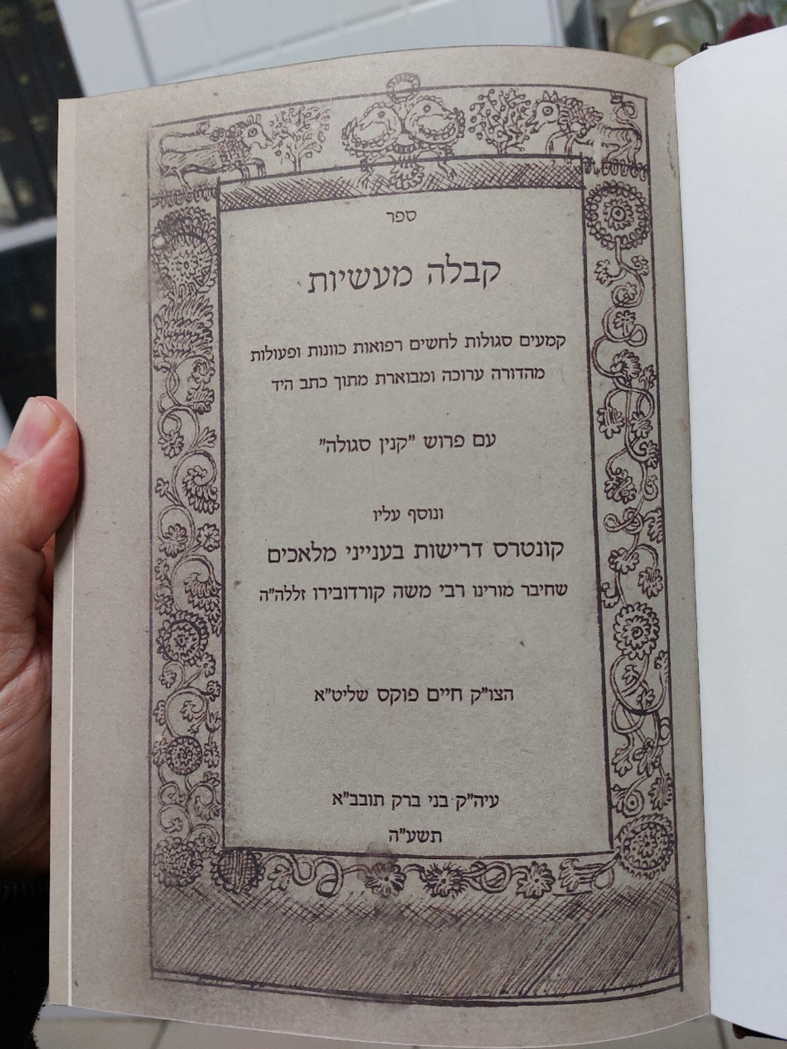 ספר
קבלה מעשיות
קמעים סגולות לחשים רפואות כוונות ופעולות
מהדורה ערוכה ומבוארת מתוך כתב היד
עם פרוש "קנין סגולה"
ונוסף עליו
קונטרס דרישות בענייני מלאכים
שחיבר מורינו רבי משה קורדובירו זללה"ה
הצו"ק חיים פוקס שליט"א
עיה"ק בני ברק תובב"א
תשע"ה